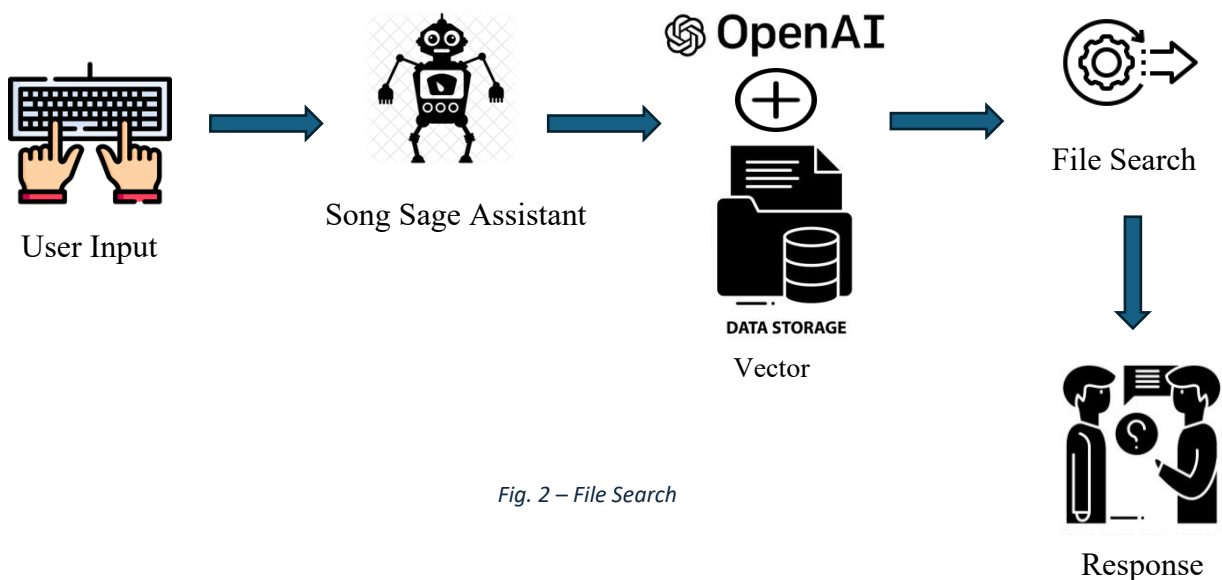 OpenAI
User Input
Song Sage Assistant
DATA STORAGE
Vector
File Search
Fig. 2 – File Search
Response